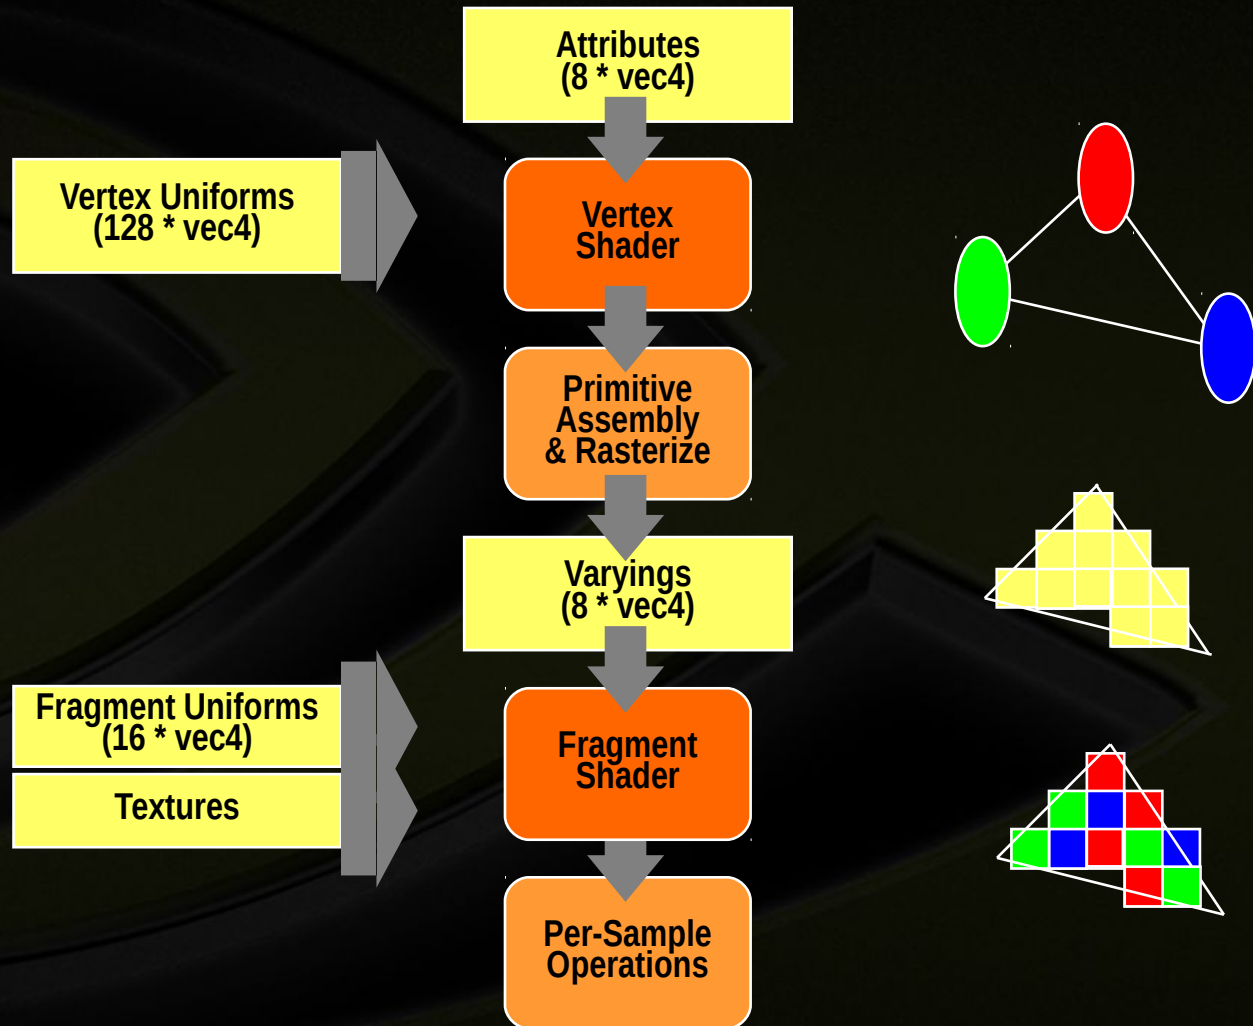 Attributes
(8 * vec4)
Vertex Uniforms
(128 * vec4)
Vertex
Shader
Primitive
Assembly
& Rasterize
Varyings
(8 * vec4)
Fragment Uniforms
(16 * vec4)
Textures
Fragment
Shader
Per-Sample
Operations